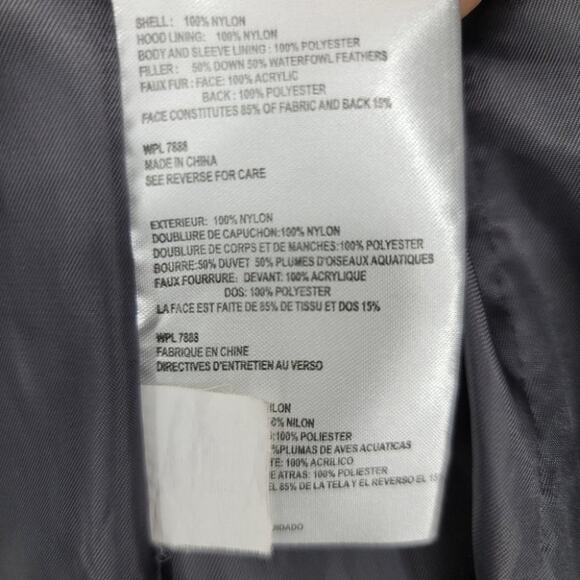 SHELL: 100% NYLON
HOOD LINING: 100% NYLON
BODY AND SLEEVE LINING: 100% POLYESTER
FILLER: 50% DOWN 50% WATERFOWL FEATHERS
FAUX FUR: FACE: 100% ACRYLIC
BACK: 100% POLYESTER
FACE CONSTITUTES 85% OF FABRIC AND BACK 15%
WPL 7888
MADE IN CHINA
SEE REVERSE FOR CARE
EXTERIEUR: 100% NYLON
DOUBLURE DE CAPUCHON:100% NYLON
DOUBLURE DE CORPS ET DE MANCHES:100% POLYESTER
BOURRE:50% DUVET 50% PLUMES D'OISEAUX AQUATIQUES
FAUX FOURRURE: DEVANT: 100% ACRYLIQUE
DOS: 100% POLYESTER
LA FACE EST FAITE DE 85% DE TISSU ET DOS 15%
WPL 7888
FABRIQUE EN CHINE
DIRECTIVES D'ENTRETIEN AU VERSO
ILON
0% NILON
:100% POLIESTER
%PLUMAS DE AVES ACUATICAS
TE: 100% ACRILICO
E ATRAS: 100% POLIESTER
EL 85% DE LA TELA Y EL REVERSO EL 15
UIDADO